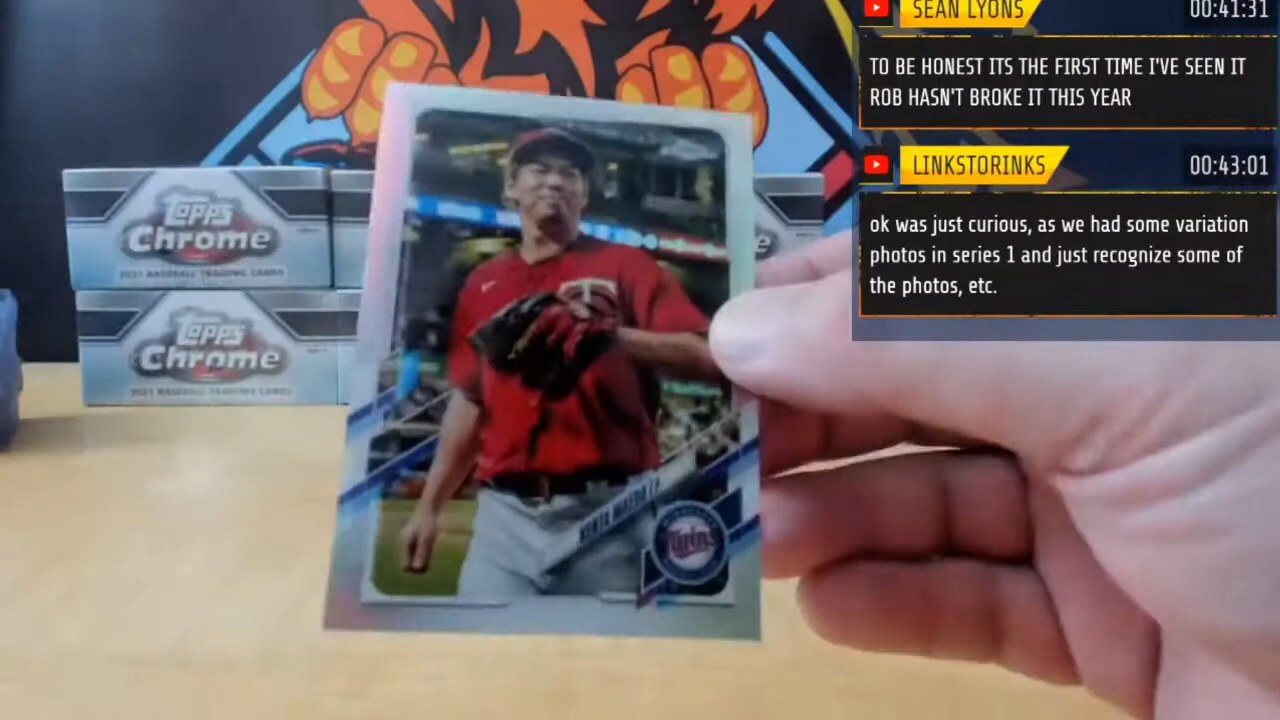 SEAN LYONS
00:41:31
TO BE HONEST ITS THE FIRST TIME I'VE SEEN IT
ROB HASN'T BROKE IT THIS YEAR
LINKSTORINKS
00:43:01
ok was just curious, as we had some variation
photos in series 1 and just recognize some of
the photos, etc.
Topps
Chrome
2021 BASEBALL TRADING CARDS
Topps
Chrome
2021 BASEBALL TRADING CARDS
T
KENTA MAEDA
Twins